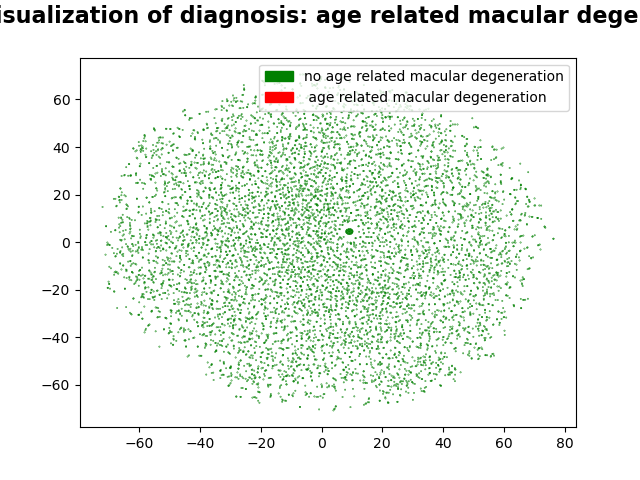 isualization of diagnosis: age related macular dege
no age related macular degeneration
age related macular degeneration
60
40
20
0
−20
−40
−60
−60 −40 −20 0 20 40 60 80